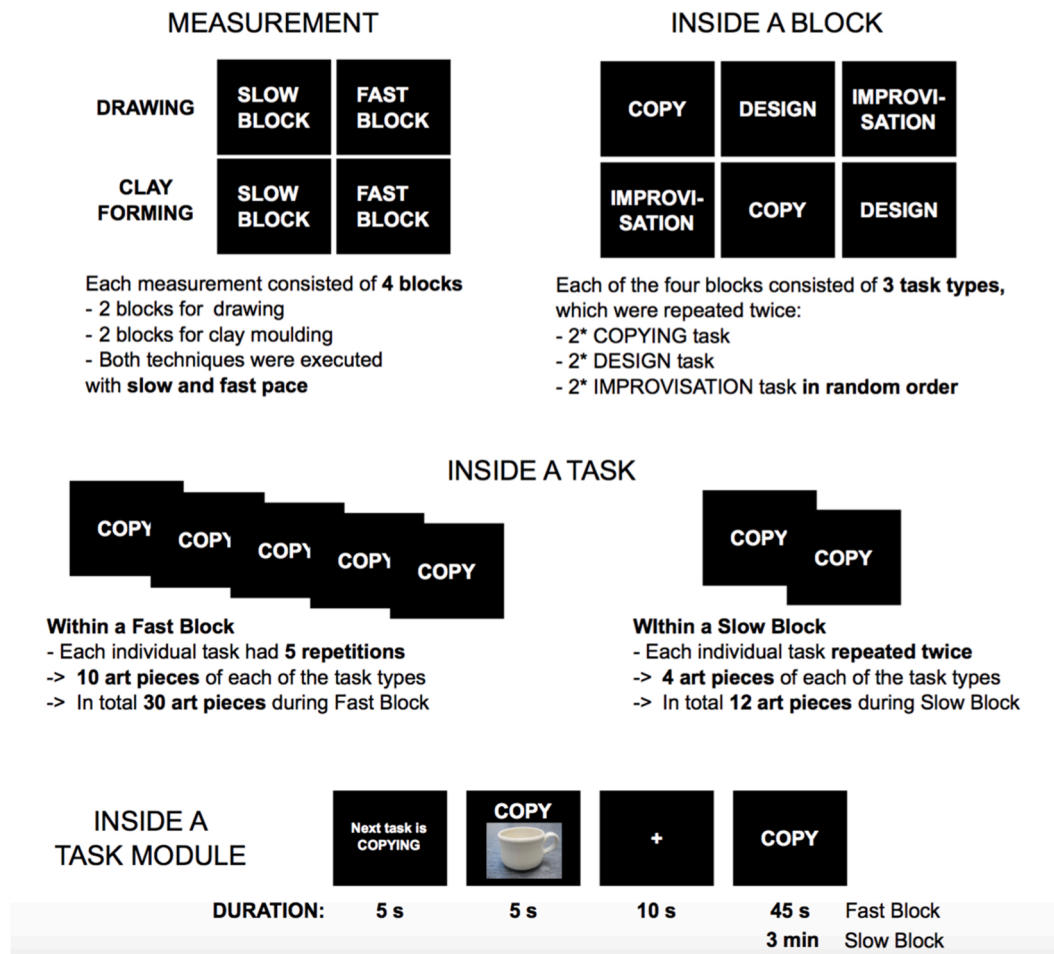 MEASUREMENT
DRAWING
SLOW
BLOCK
FAST
BLOCK
CLAY
FORMING
SLOW
BLOCK
FAST
BLOCK
Each measurement consisted of 4 blocks
- 2 blocks for drawing
- 2 blocks for clay moulding
- Both techniques were executed
with slow and fast pace
INSIDE A BLOCK
COPY
DESIGN
IMPROVI-
SATION
IMPROVI-
SATION
COPY
DESIGN
Each of the four blocks consisted of 3 task types,
which were repeated twice:
- 2* COPYING task
- 2* DESIGN task
- 2* IMPROVISATION task in random order
INSIDE A TASK
COPY
COPY
COPY
COPY
COPY
Within a Fast Block
- Each individual task had 5 repetitions
-> 10 art pieces of each of the task types
-> In total 30 art pieces during Fast Block
COPY
COPY
WIthin a Slow Block
- Each individual task repeated twice
-> 4 art pieces of each of the task types
-> In total 12 art pieces during Slow Block
INSIDE A
TASK MODULE
Next task is
COPYING
COPY
+
COPY
DURATION: 5 s 5 s 10 s 45 s Fast Block
3 min Slow Block